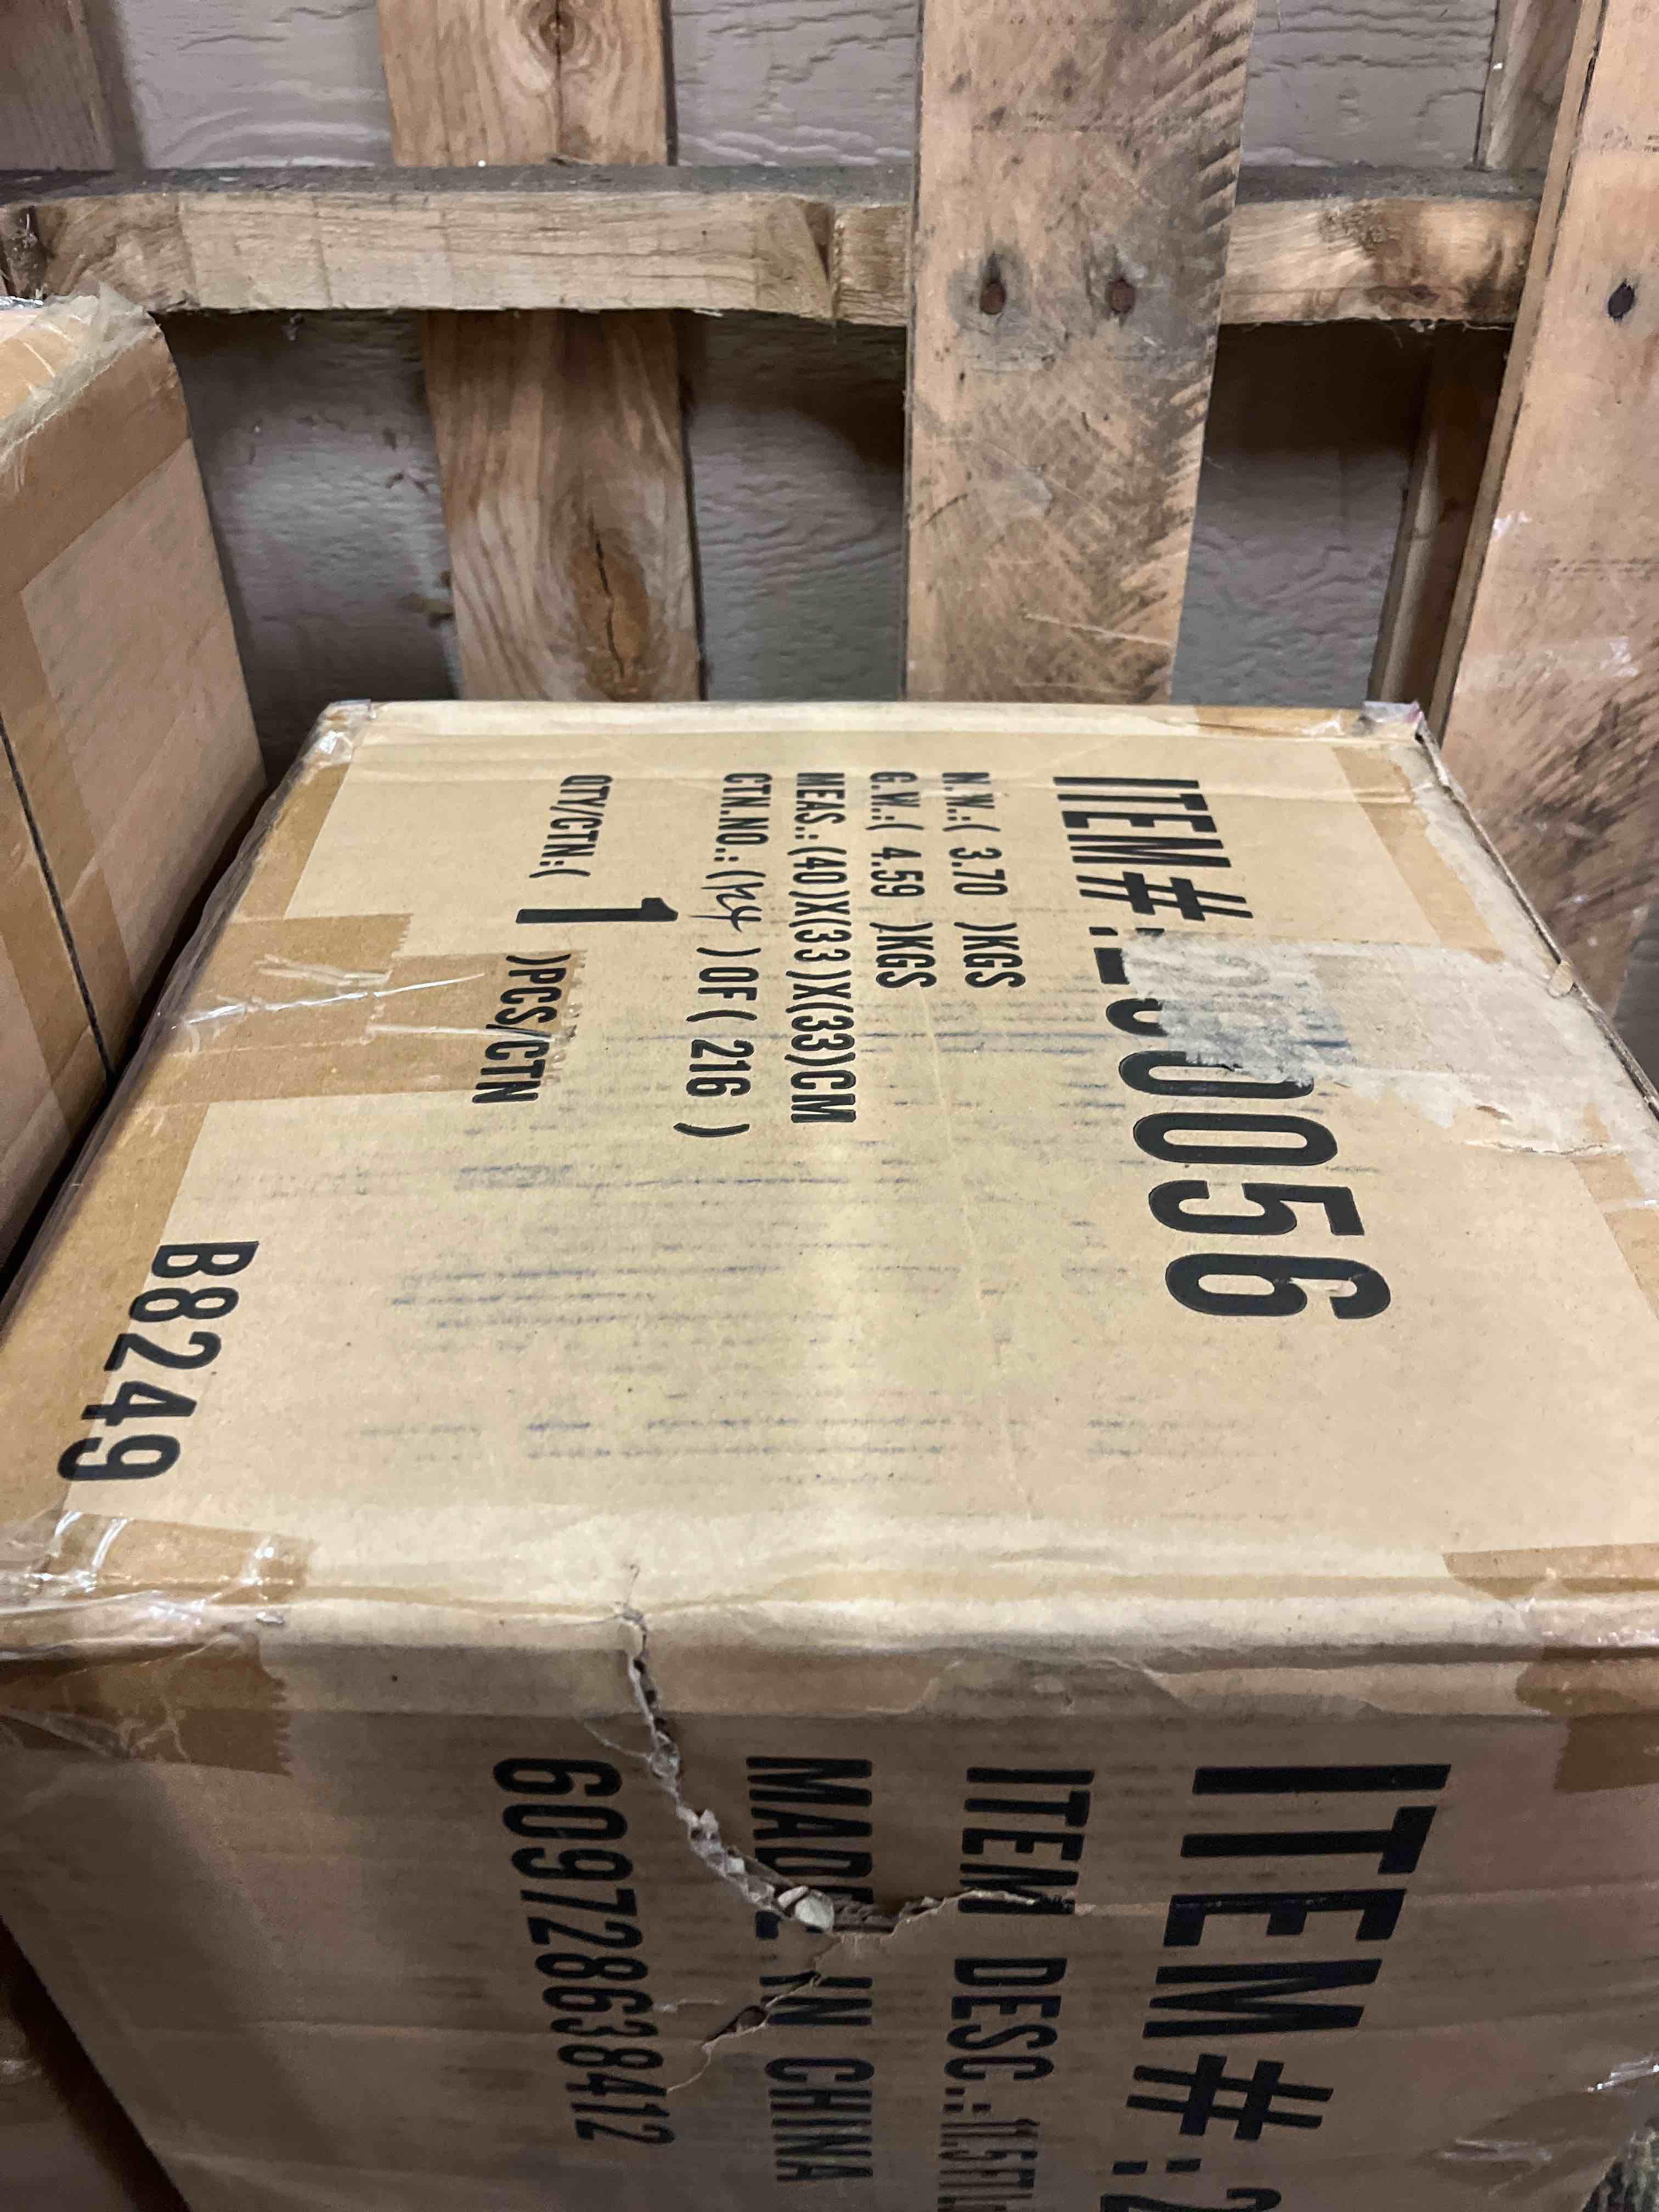 ITEM#:
N.W.:( 3.70 )KGS
G.W.:( 4.59 )KGS
MEAS.:(40)X(33)X(33)CM
CTN.NO.:( ) OF ( 216 )
QTY/CTN:( 1 )PCS/CTN
B8249
ITEM#:2
ITEM DESC.:
MADE IN CHINA
609728638412